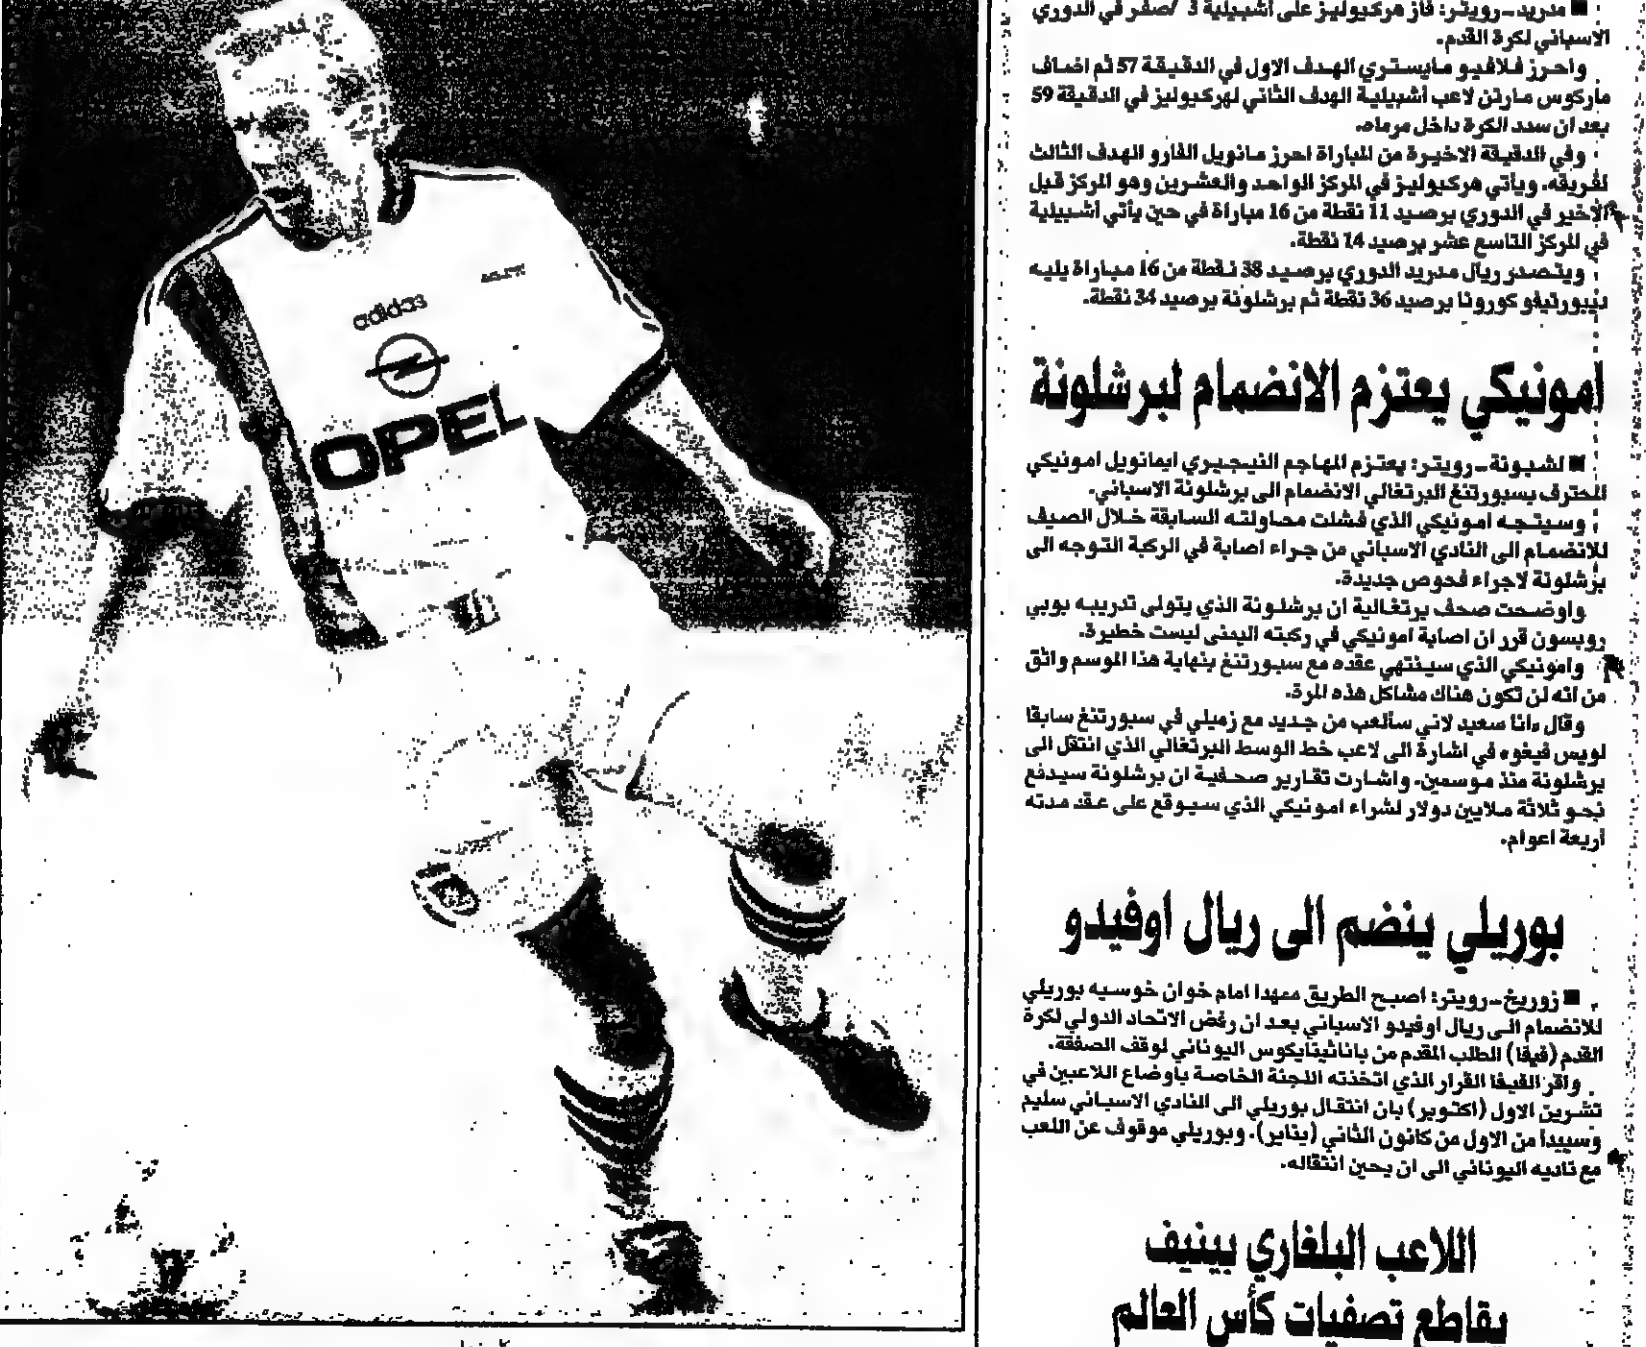 ■ مدريد-رويتر: فاز هركيوليز على أشبيلية 3 /صفر في الدوري
الاسباني لكرة القدم.
واحرز فلافيو مايستري الهدف الاول في الدقيقة 57 ثم اضاف
ماركوس مارتن لاعب أشبيلية الهدف الثاني لهركيوليز في الدقيقة 59
بعد ان سدد الكرة داخل مرماه.
وفي الدقيقة الاخيرة من المباراة احرز مانويل الفارو الهدف الثالث
لفريقه. ويأتي هركيوليز في المركز الواحد والعشرين وهو المركز قبل
الاخير في الدوري برصيد 11 نقطة من 16 مباراة في حين يأتي أشبيلية
في المركز التاسع عشر برصيد 14 نقطة.
ويتصدر ريال مدريد الدوري برصيد 38 نقطة من 16 مباراة يليه
ديبورتيفو كورونا برصيد 36 نقطة ثم برشلونة برصيد 34 نقطة.
امونيكي يعتزم الانضمام لبرشلونة
■ لشبونة-رويتر: يعتزم المهاجم النيجيري ايمانويل امونيكي
المحترف بسبورتنغ البرتغالي الانضمام الى برشلونة الاسباني.
وسيتجه امونيكي الذي فشلت محاولته السابقة خلال الصيف
للانضمام الى النادي الاسباني من جراء اصابة في الركبة التوجه الى
برشلونة لاجراء فحوص جديدة.
واوضحت صحف برتغالية ان برشلونة الذي يتولى تدريبه بوبي
روبسون قرر ان اصابة امونيكي في ركبته اليمنى ليست خطيرة.
وامونيكي الذي سينتهي عقده مع سبورتنغ بنهاية هذا الموسم واثق
من انه لن تكون هناك مشاكل هذه المرة.
وقال «انا سعيد لاني سألعب من جديد مع زميلي في سبورتنغ سابقا
لويس فيغو» في اشارة الى لاعب خط الوسط البرتغالي الذي انتقل الى
برشلونة منذ موسمين. واشارت تقارير صحفية ان برشلونة سيدفع
نحو ثلاثة ملايين دولار لشراء امونيكي الذي سيوقع على عقد مدته
أربعة اعوام.
بوريلي ينضم الى ريال اوفيدو
■ زوريخ-رويتر: اصبح الطريق ممهدا امام خوان خوسيه بوريلي
للانضمام الى ريال اوفيدو الاسباني بعد ان رفض الاتحاد الدولي لكرة
القدم (فيفا) الطلب المقدم من باناثينايكوس اليوناني لوقف الصفقة.
واقر الفيفا القرار الذي اتخذته اللجنة الخاصة بأوضاع اللاعبين في
تشرين الاول (اكتوبر) بان انتقال بوريلي الى النادي الاسباني سليم
وسيبدا من الاول من كانون الثاني (يناير). وبوريلي موقوف عن اللعب
مع ناديه اليوناني الى ان يحين انتقاله.
اللاعب البلغاري بينيف
يقاطع تصفيات كأس العالم
adidas
OPEL